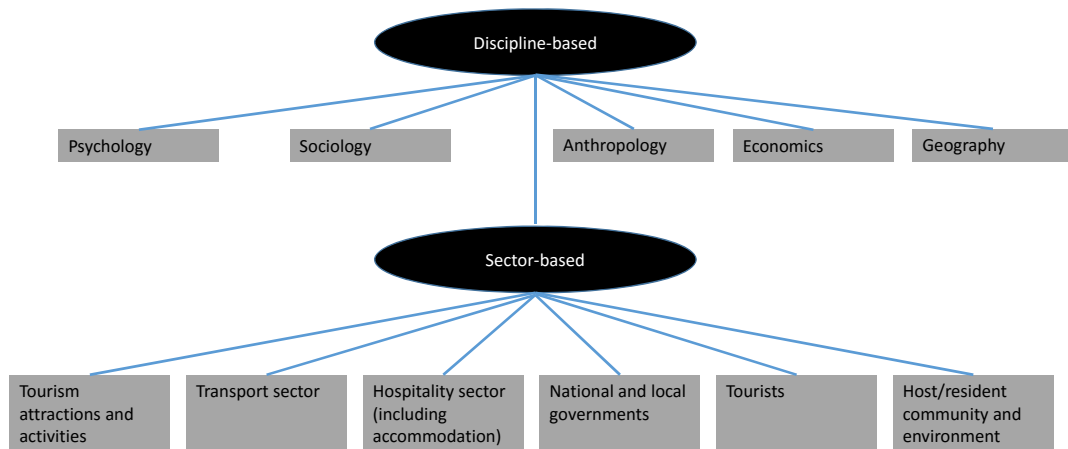 Discipline-based
Psychology
Sociology
Anthropology
Economics
Geography
Sector-based
Tourism
attractions and
activities
Transport sector
Hospitality sector
(including
accommodation)
National and local
governments
Tourists
Host/resident
community and
environment